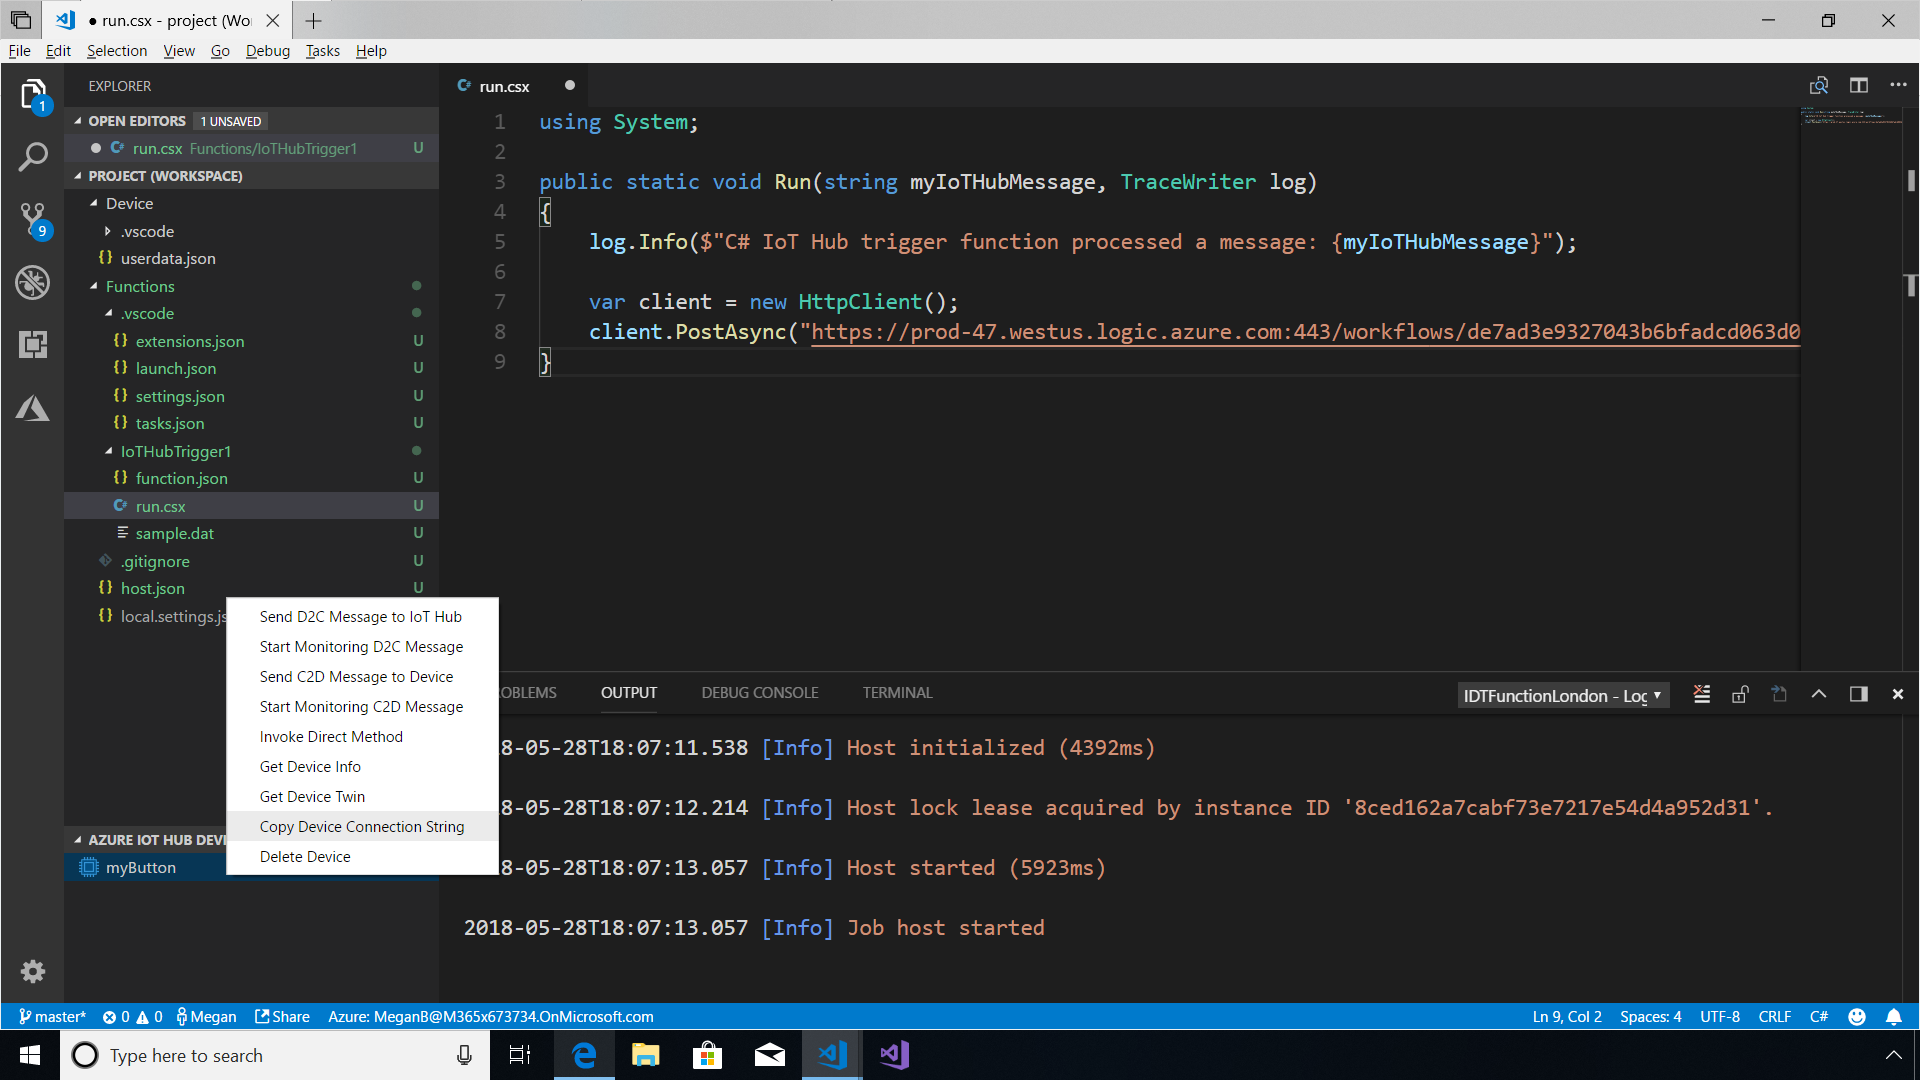 ● run.csx - project (Wo
File Edit Selection View Go Debug Tasks Help
EXPLORER
OPEN EDITORS 1 UNSAVED
run.csx Functions/IoTHubTrigger1 U
PROJECT (WORKSPACE)
Device
.vscode
userdata.json
Functions
.vscode
extensions.json U
launch.json U
settings.json U
tasks.json U
IoTHubTrigger1
function.json U
run.csx U
sample.dat U
.gitignore U
host.json U
local.settings.js
Send D2C Message to IoT Hub
Start Monitoring D2C Message
Send C2D Message to Device
Start Monitoring C2D Message
Invoke Direct Method
Get Device Info
Get Device Twin
Copy Device Connection String
Delete Device
AZURE IOT HUB DEVI
myButton
1
9
run.csx
1 using System;
2
3 public static void Run(string myIoTHubMessage, TraceWriter log)
4 {
5 log.Info($"C# IoT Hub trigger function processed a message: {myIoTHubMessage}");
6
7 var client = new HttpClient();
8 client.PostAsync("https://prod-47.westus.logic.azure.com:443/workflows/de7ad3e9327043b6bfadcd063d0
9 }
ROBLEMS OUTPUT DEBUG CONSOLE TERMINAL IDTFunctionLondon - Log
8-05-28T18:07:11.538 [Info] Host initialized (4392ms)
8-05-28T18:07:12.214 [Info] Host lock lease acquired by instance ID '8ced162a7cabf73e7217e54d4a952d31'.
8-05-28T18:07:13.057 [Info] Host started (5923ms)
2018-05-28T18:07:13.057 [Info] Job host started
master* 0 0 Megan Share Azure: MeganB@M365x673734.OnMicrosoft.com Ln 9, Col 2 Spaces: 4 UTF-8 CRLF C#
Type here to search